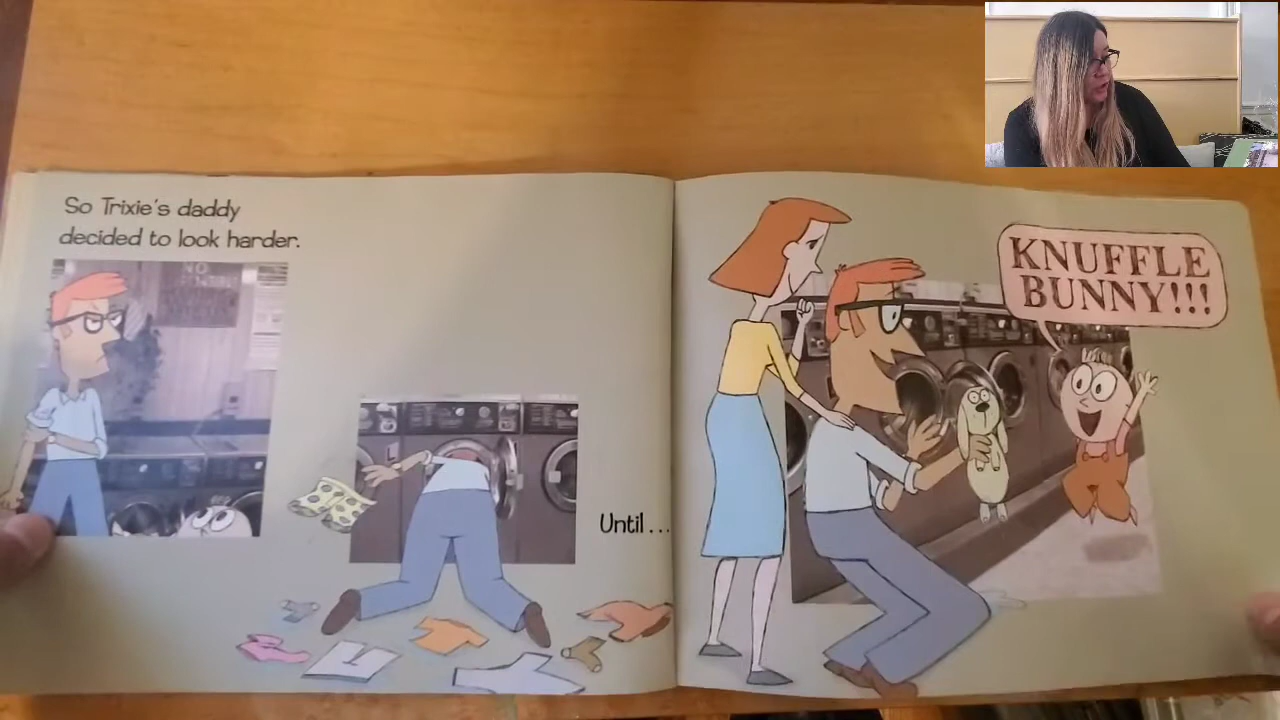 So Trixie's daddy
decided to look harder.
Until...
KNUFFLE
BUNNY!!!